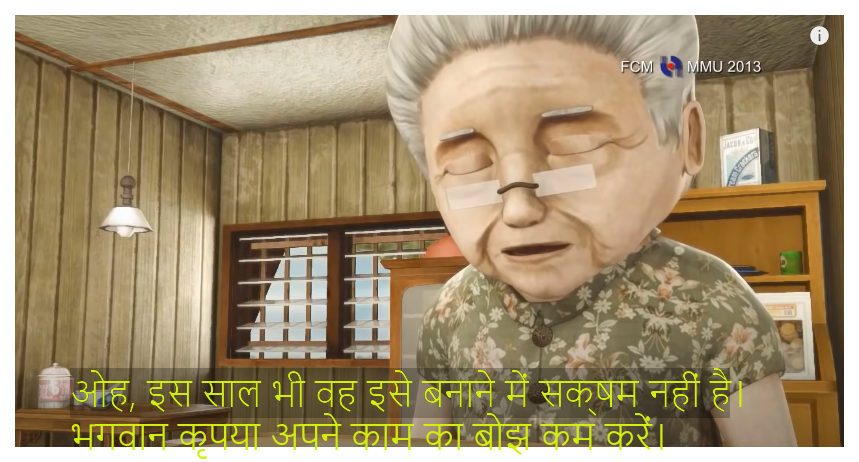 FCM MMU 2013
JACOB & CO'S
ओह, इस साल भी वह इसे बनाने में सक्षम नहीं है।
भगवान कृपया अपने काम का बोझ कम करें।